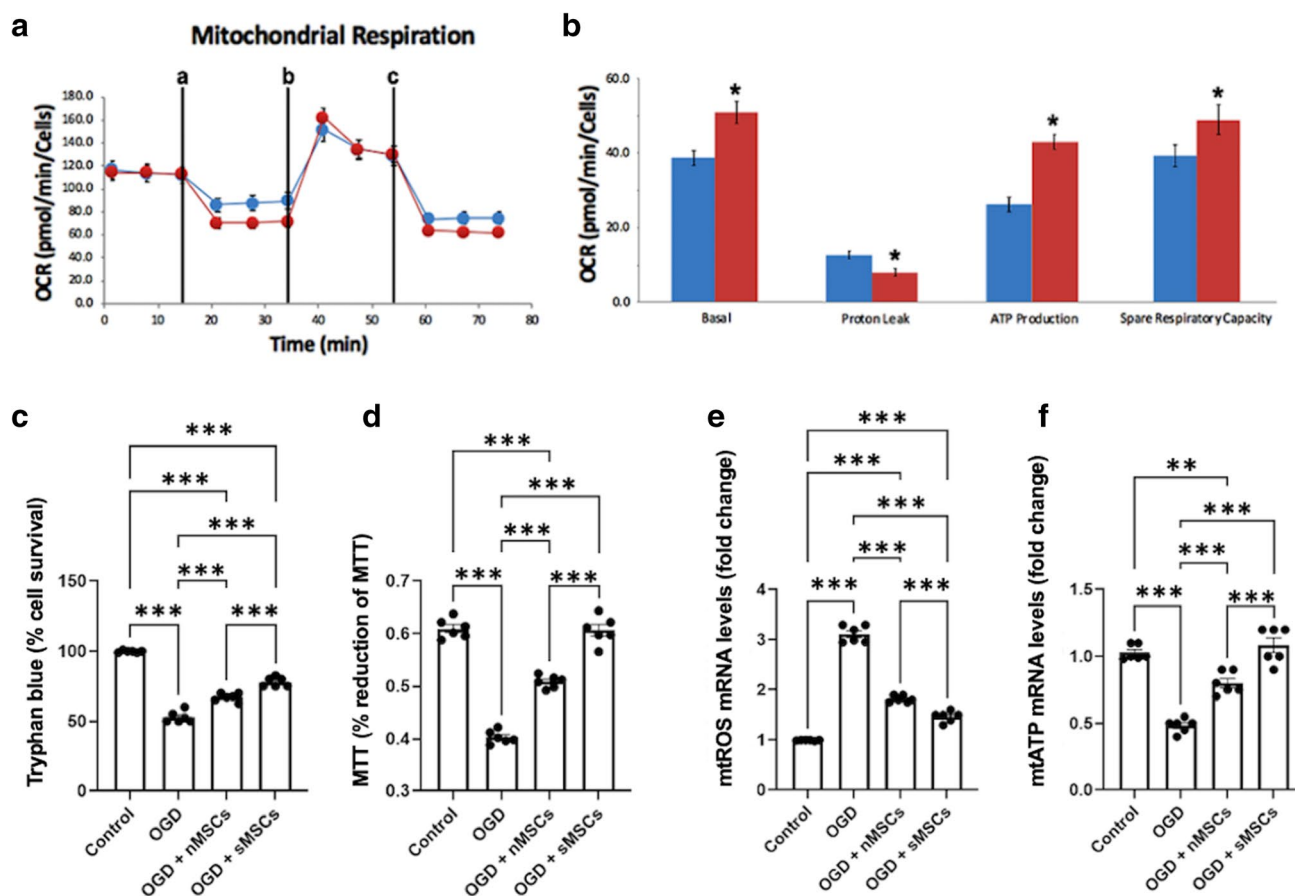 a
Mitochondrial Respiration
a b c
OCR (pmol/min/Cells)
180.0
160.0
140.0
120.0
100.0
80.0
60.0
40.0
20.0
0.0
0 10 20 30 40 50 60 70 80
Time (min)
b
OCR (pmol/min/Cells)
60.0
40.0
20.0
0.0
* * * *
Basal Proton Leak ATP Production Spare Respiratory Capacity
c
Tryphan blue (% cell survival)
***
***
***
***
*** ***
150
100
50
0
Control OGD OGD + nMSCs OGD + sMSCs
d
MTT (% reduction of MTT)
***
***
***
*** ***
0.7
0.6
0.5
0.4
0.3
Control OGD OGD + nMSCs OGD + sMSCs
e
mtROS mRNA levels (fold change)
***
***
***
***
*** ***
4
3
2
1
0
Control OGD OGD + nMSCs OGD + sMSCs
f
mtATP mRNA levels (fold change)
**
***
***
*** ***
1.5
1.0
0.5
0.0
Control OGD OGD + nMSCs OGD + sMSCs